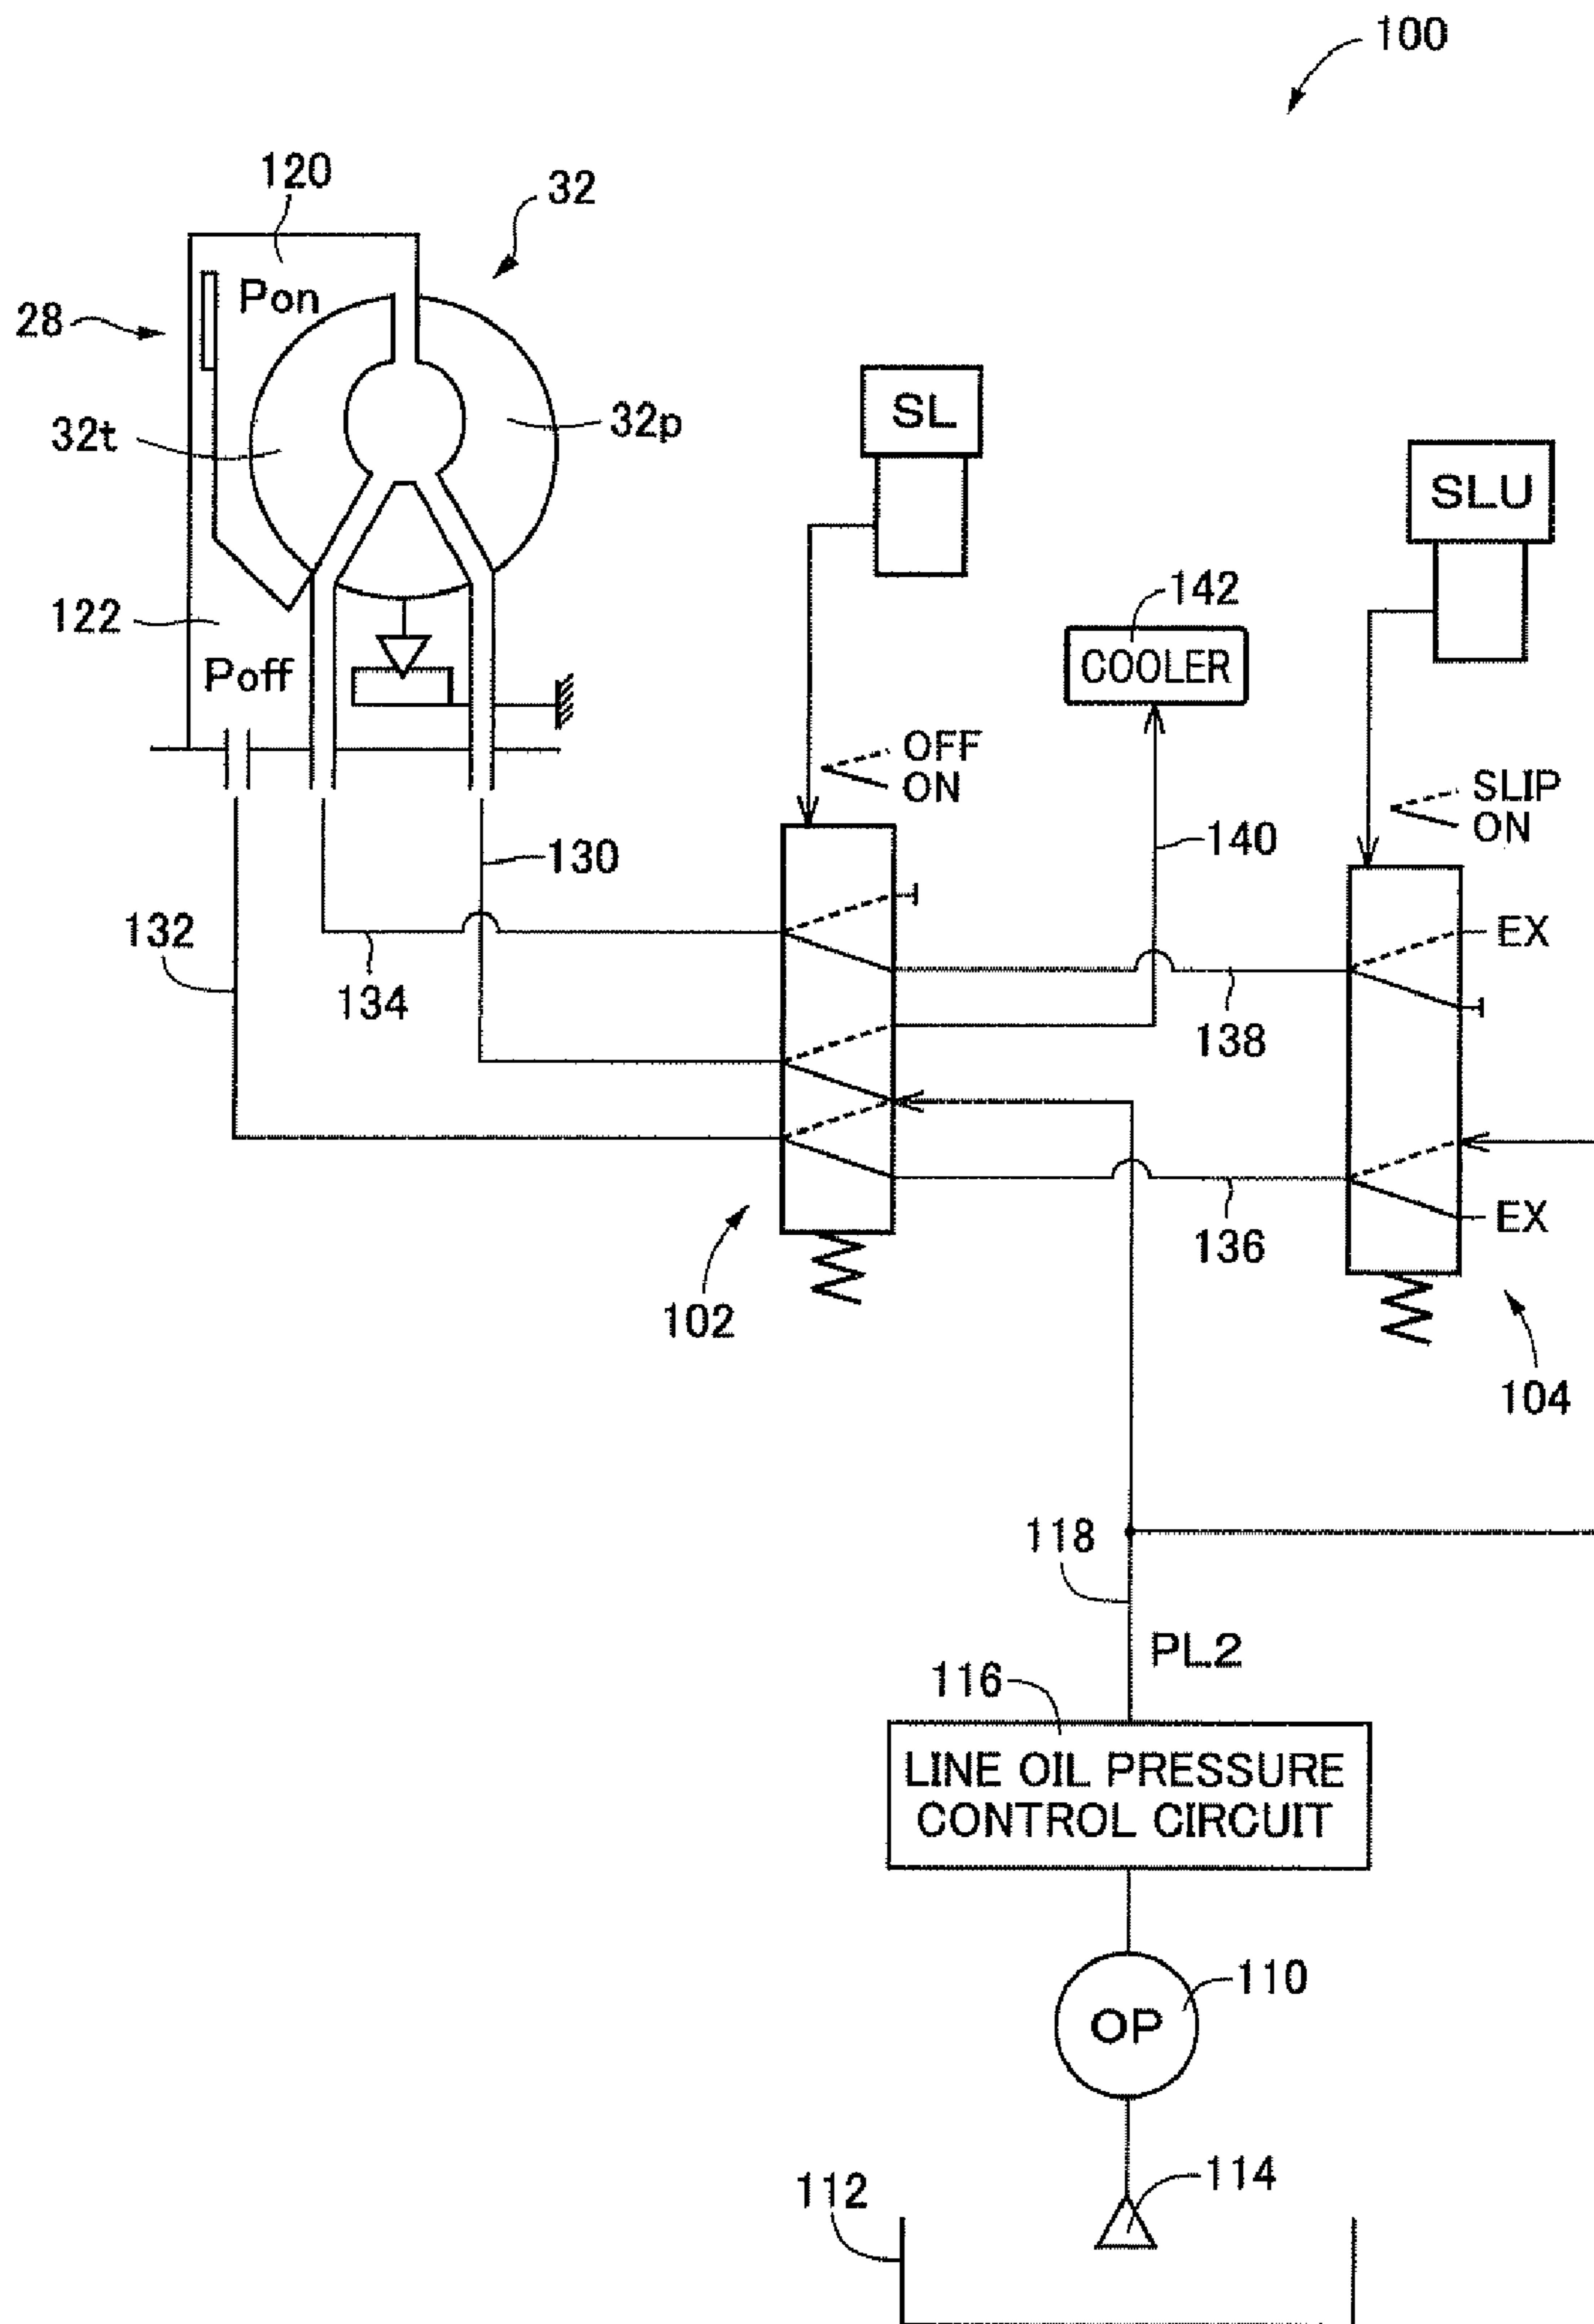 100
120
32
Pon
28
SL
32t
32p
SLU
142
122
COOLER
Poff
OFF
ON
SLIP
ON
140
130
132
EX
134
138
EX
136
102
104
118
PL2
116
LINE OIL PRESSURE
CONTROL CIRCUIT
110
OP
114
112